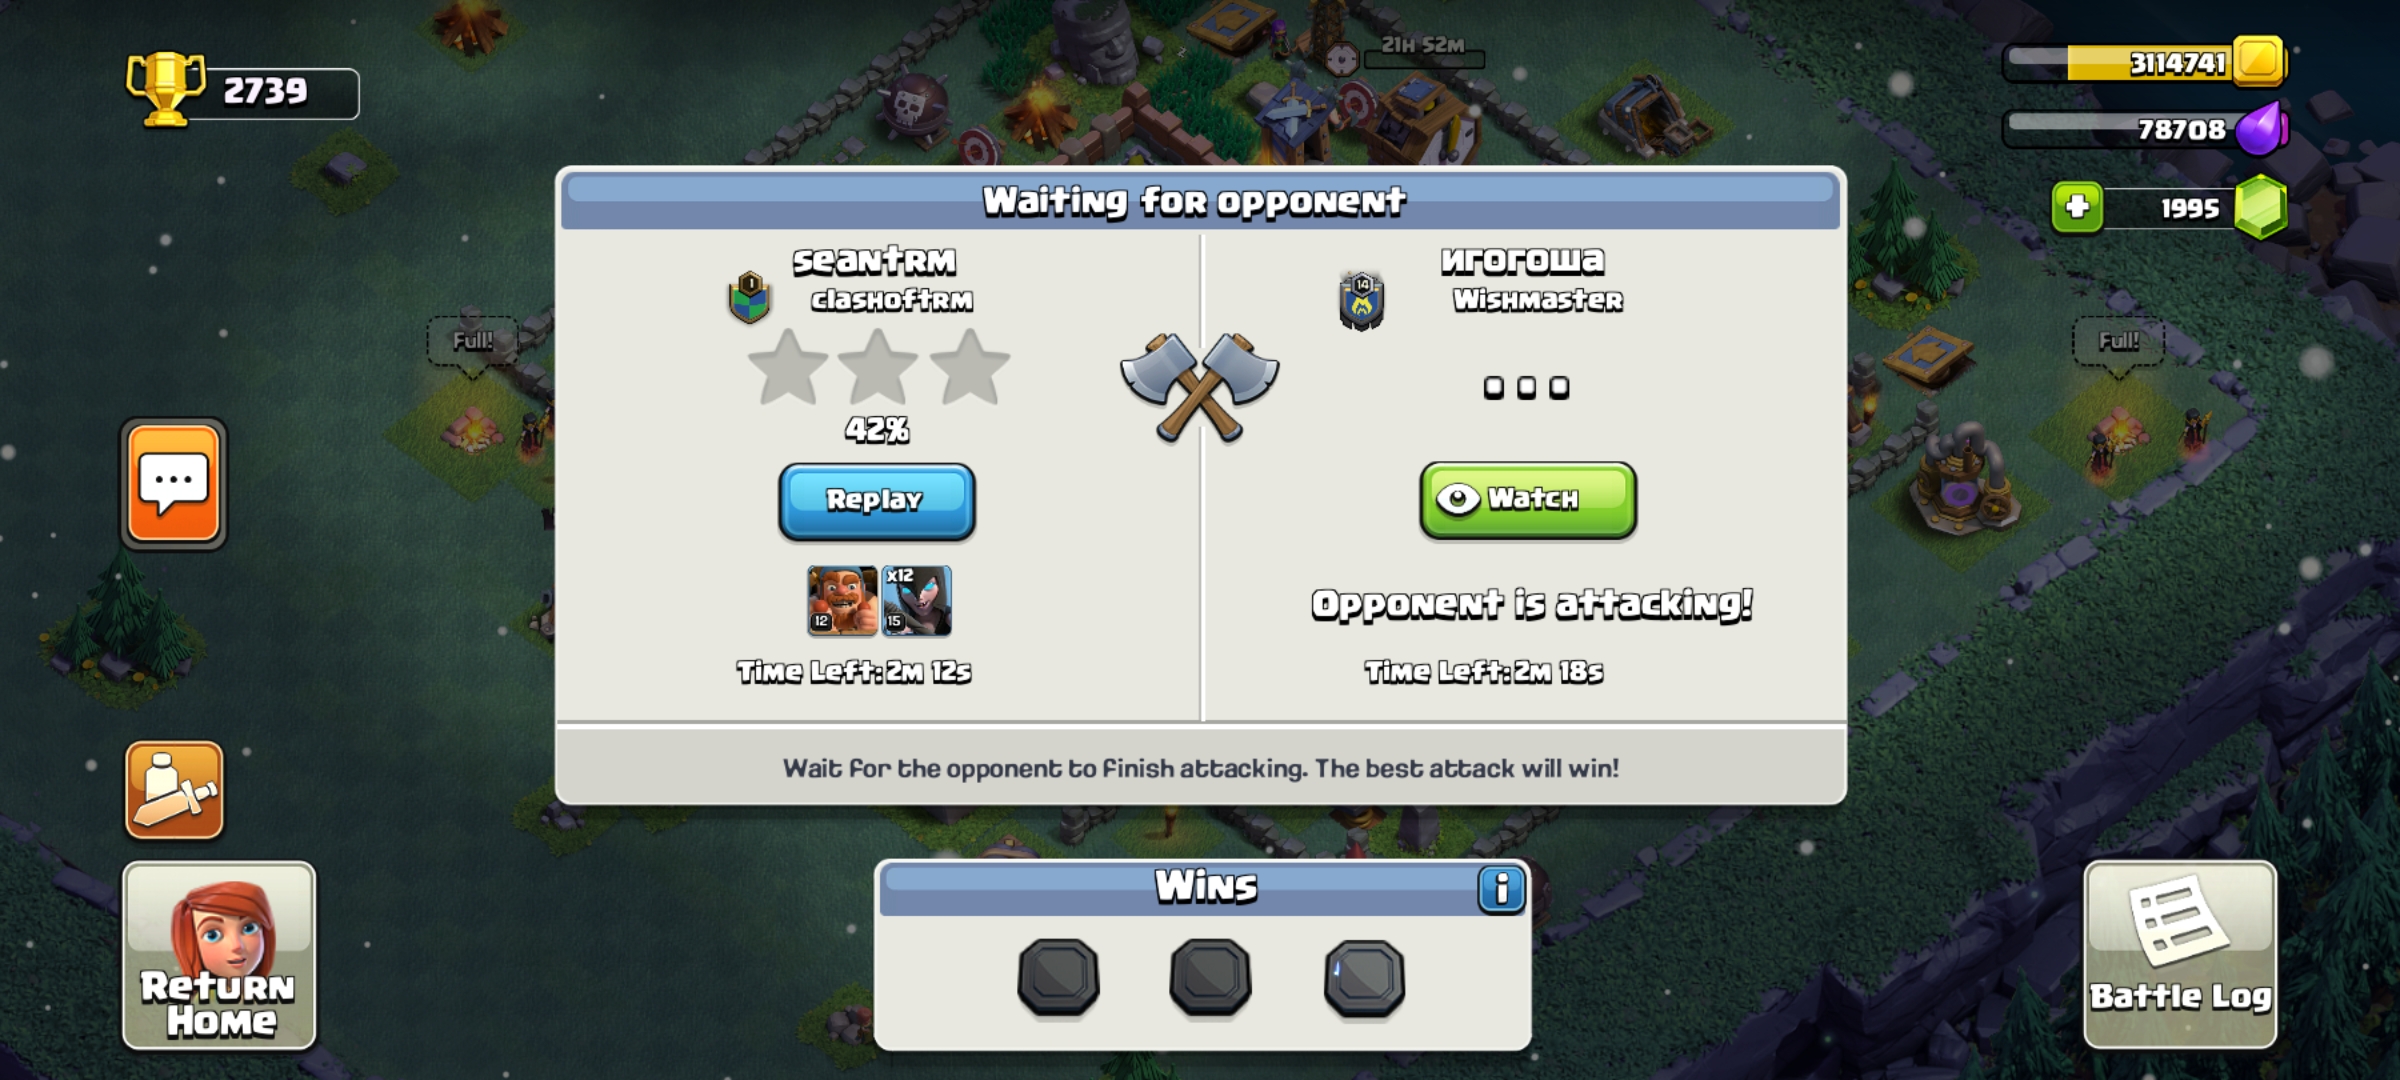 2739
21H 52M
3114741
78708
1995
Waiting for opponent
seantrm
clashoftrm
1
игогоша
Wishmaster
14
Full!
Full!
42%
Replay
Watch
x12
12
15
Opponent is attacking!
Time Left:2M 12s
Time Left:2M 18s
Wait for the opponent to finish attacking. The best attack will win!
Wins
i
Return
Home
Battle Log